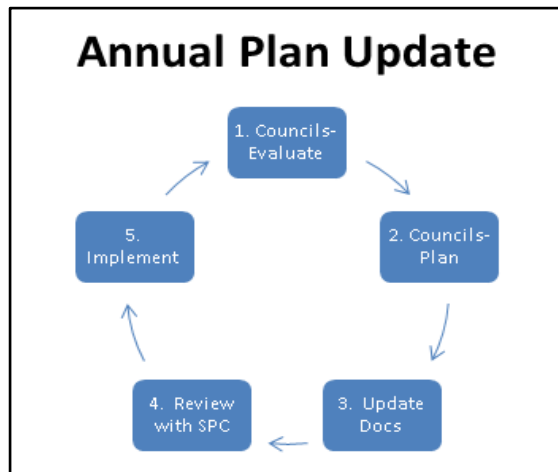 Annual Plan Update
1. Councils-
Evaluate
2. Councils-
Plan
3. Update
Docs
4. Review
with SPC
5.
Implement